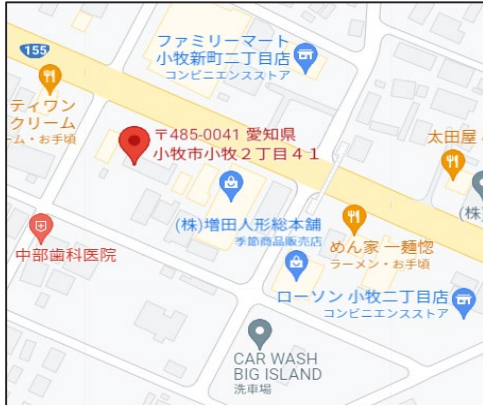 ファミリーマート
小牧新町二丁目店
コンビニエンスストア
155
ティワン
クリーム
ーム・お手頃
〒485-0041 愛知県
小牧市小牧２丁目４１
太田屋
(株)増田人形総本舗
季節商品販売店
(株)
中部歯科医院
めん家 一麺惚
ラーメン・お手頃
ローソン 小牧二丁目店
コンビニエンスストア
CAR WASH
BIG ISLAND
洗車場